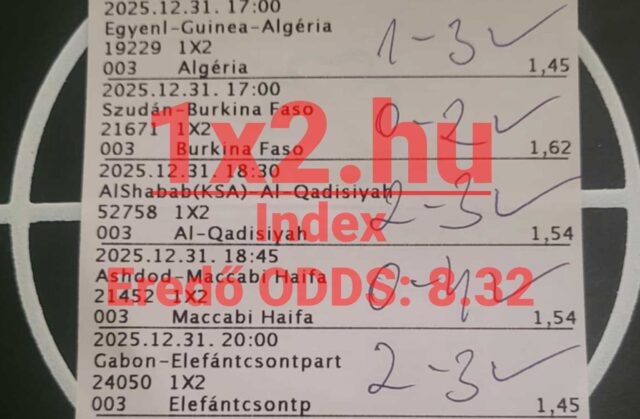 2025.12.31. 17:00
Egyenl-Guinea-Algéria
19229 1X2
003 Algéria 1,45
1-3 ✓
2025.12.31. 17:00
Szudán-Burkina Faso
21671 1X2
003 Burkina Faso 1,62
0-2 ✓
2025.12.31. 18:30
AlShabab(KSA)-Al-Qadisiyah
52758 1X2
003 Al-Qadisiyah 1,54
2-3 ✓
2025.12.31. 18:45
Ashdod-Maccabi Haifa
21452 1X2
003 Maccabi Haifa 1,54
0-4 ✓
2025.12.31. 20:00
Gabon-Elefántcsontpart
24050 1X2
003 Elefántcsontp 1,45
2-3 ✓
1x2.hu
Index
Eredő ODDS: 8.32